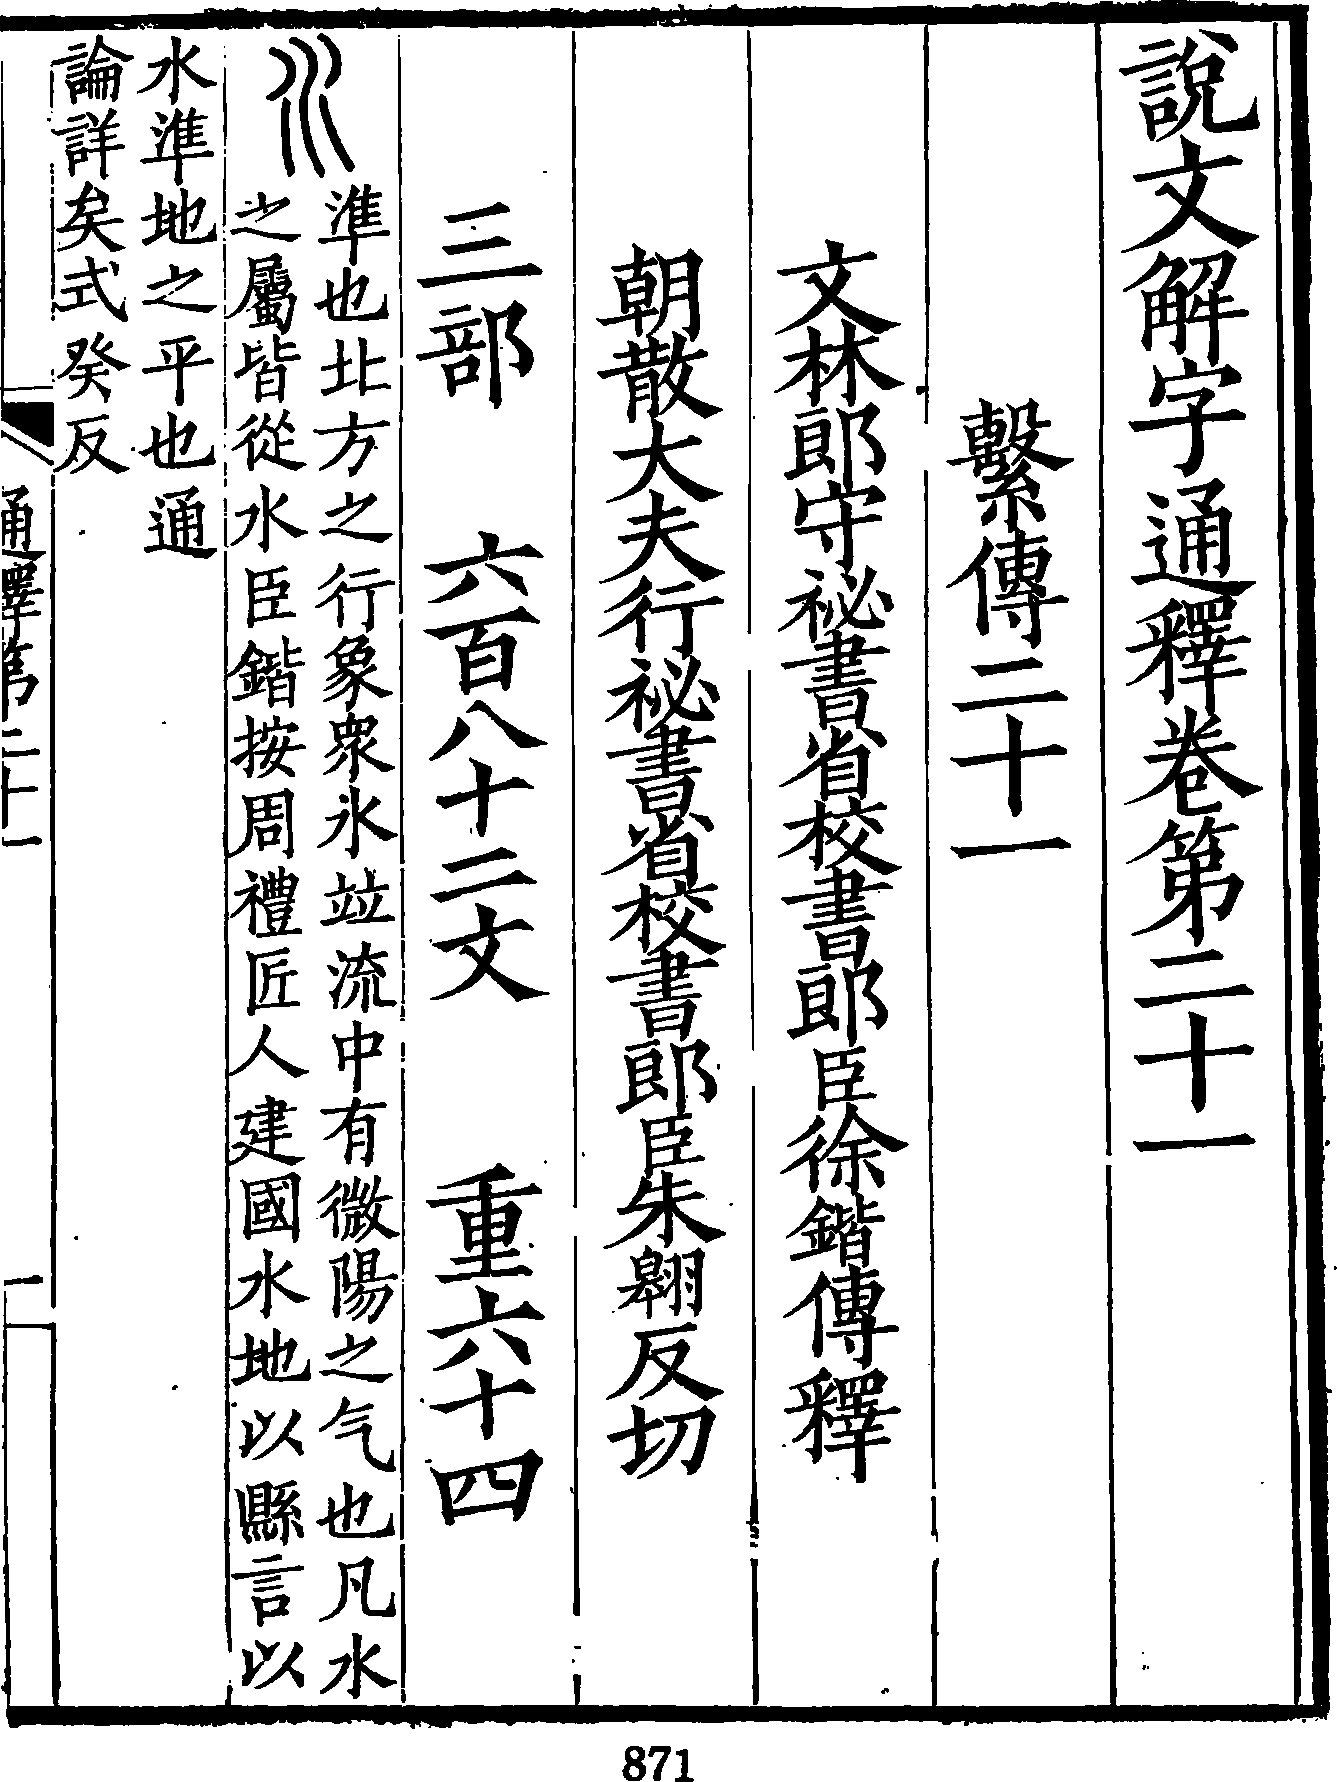 說文解字通釋卷第二十一
繫傳二十一
文林郎守祕書省校書郎臣徐鍇傳釋
朝散大夫行祕書省校書郎臣朱翱反切
三部 六百八十二文 重六十四
準也北方之行象衆水竝流中有微陽之气也凡水
之屬皆從水臣鍇按周禮匠人建國水地以縣言以
水準地之平也通
論詳矣式癸反
通釋第二十一
一
871